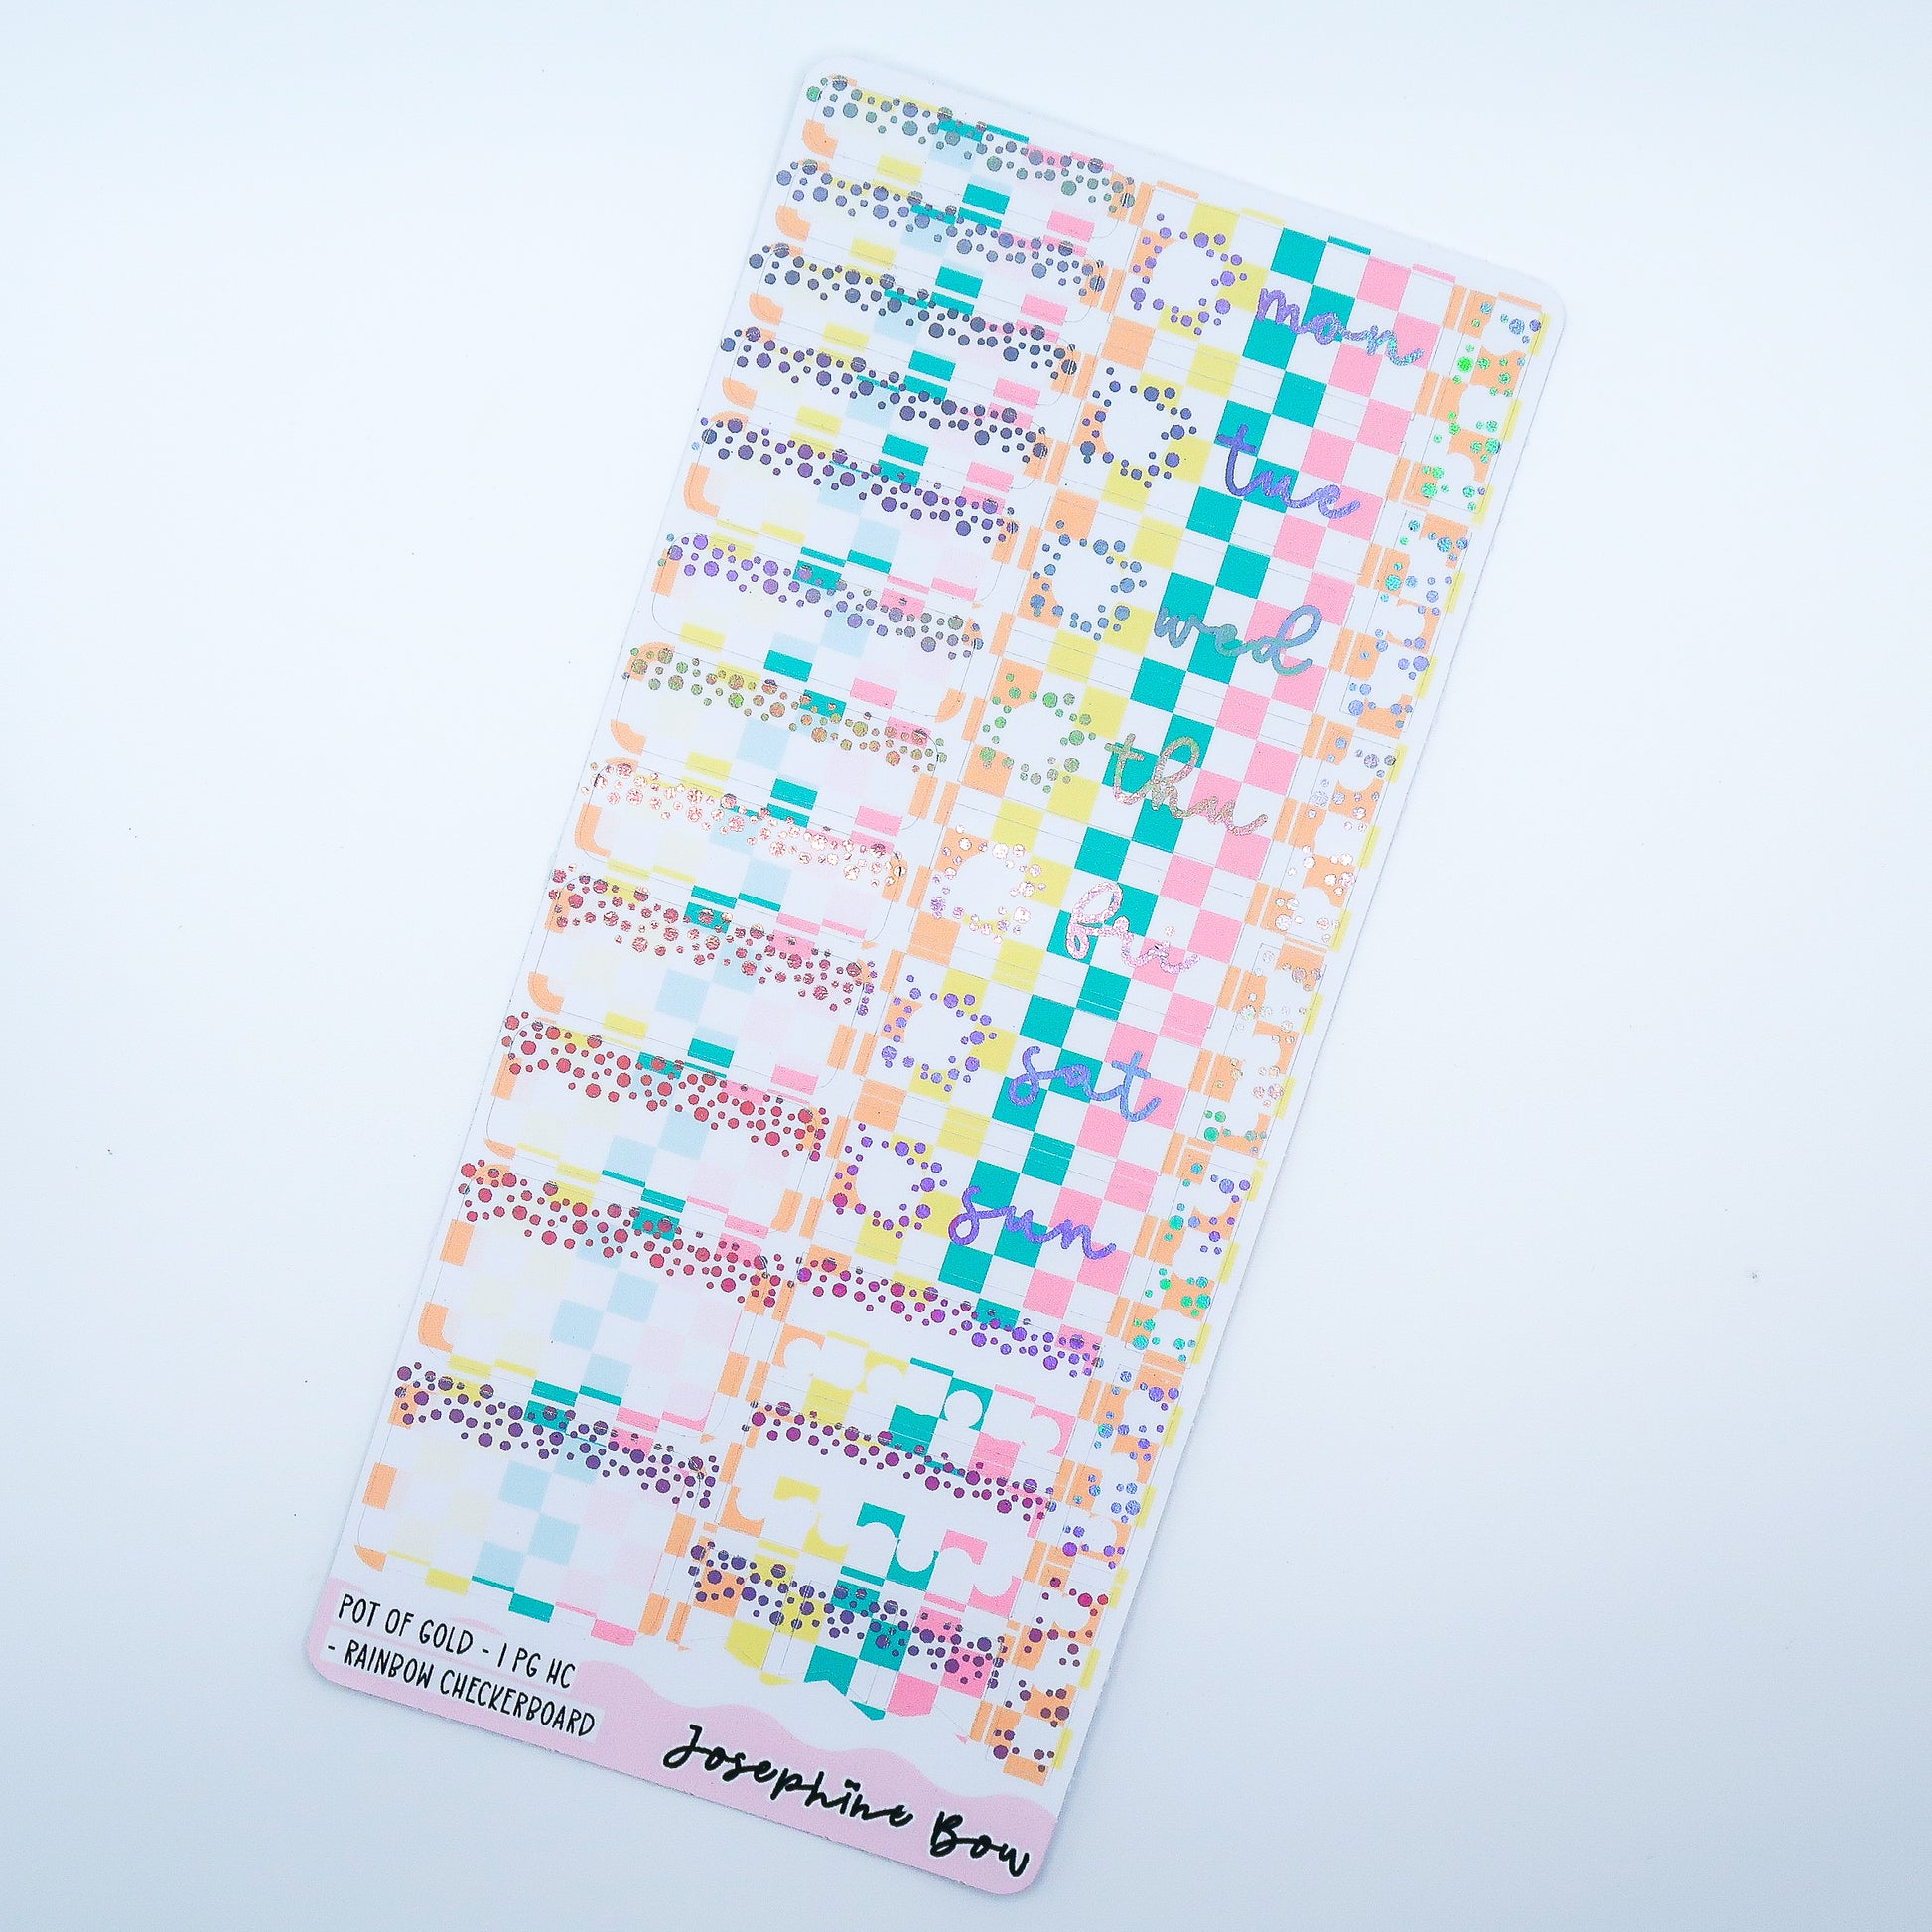 mon
tue
wed
thu
fri
sat
sun
POT OF GOLD - 1 PG HC
- RAINBOW CHECKERBOARD
Josephine Bow